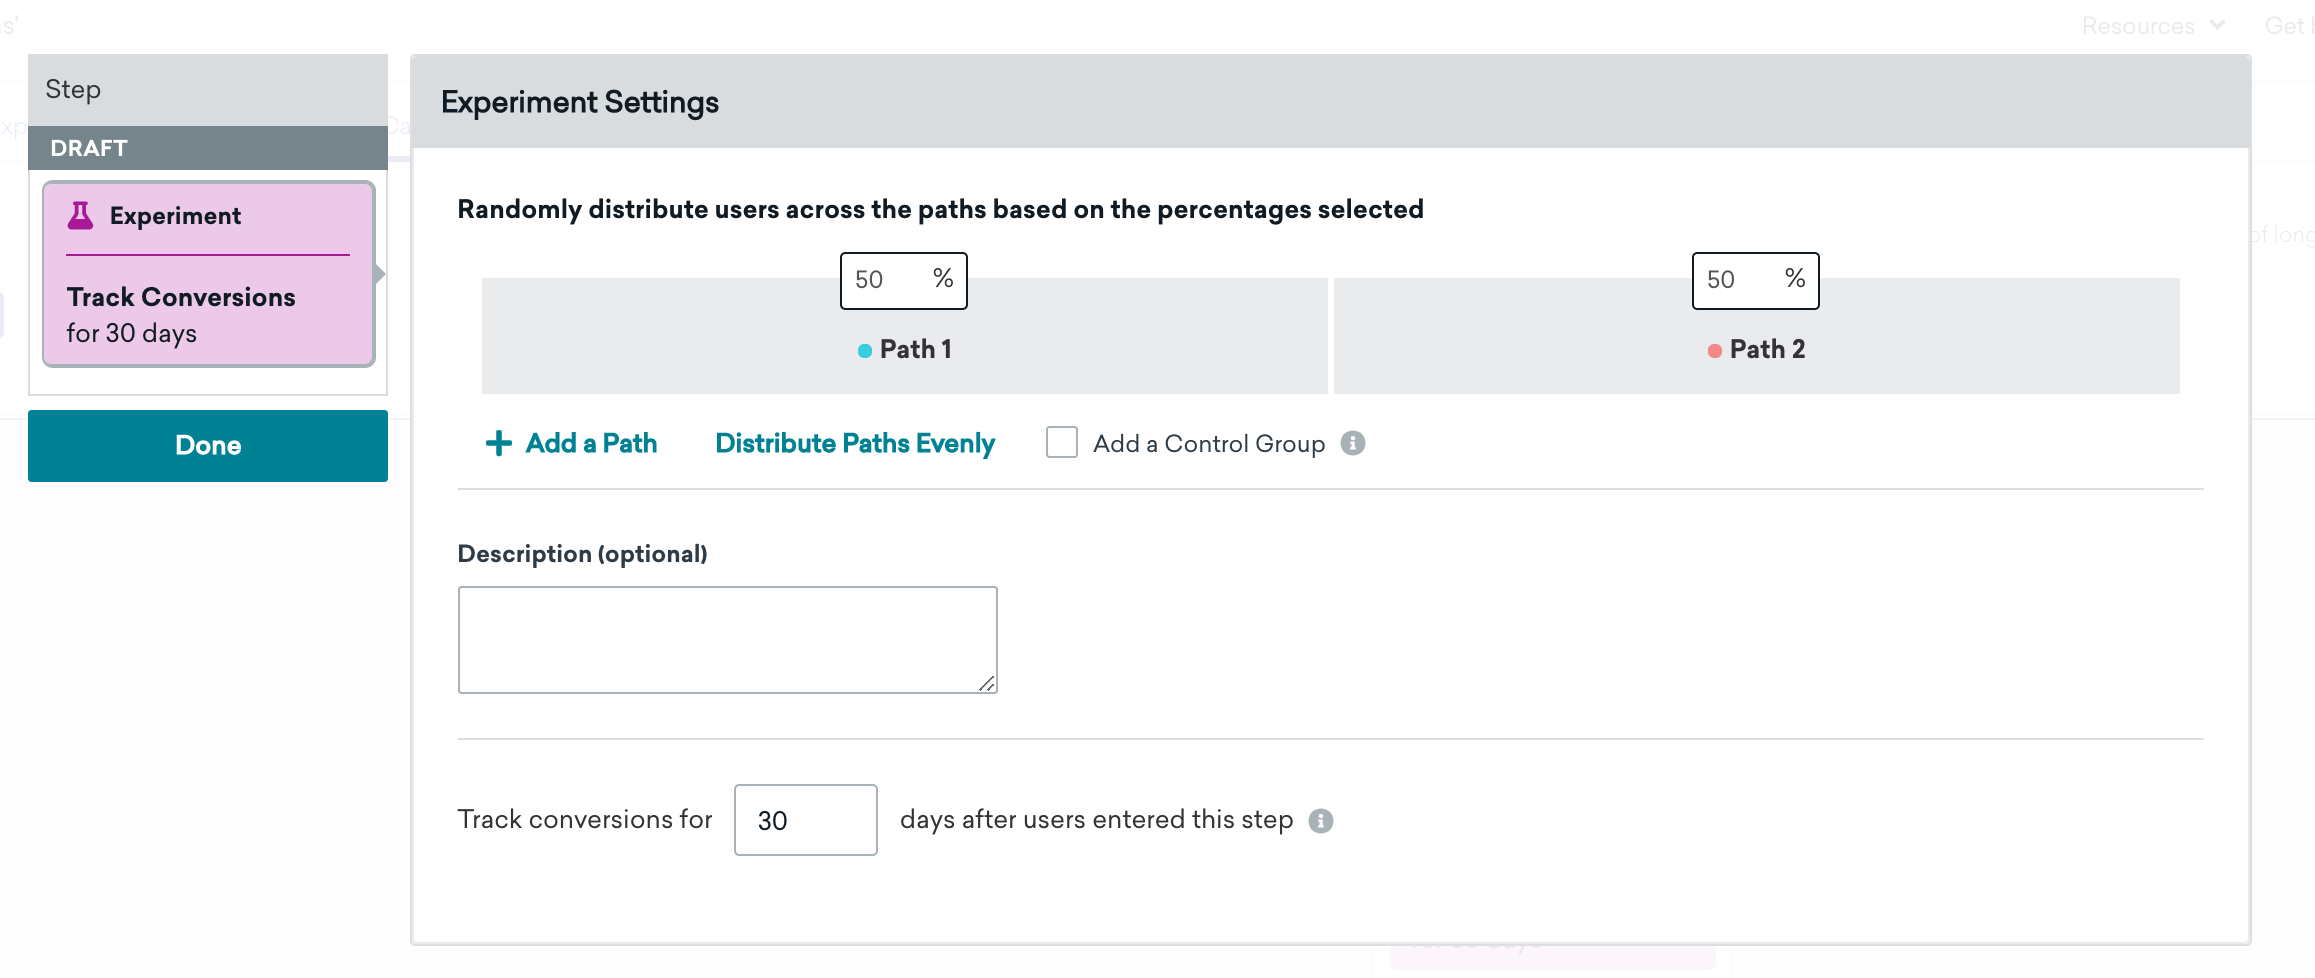 s'
Resources
Get
Step
Experiment Settings
DRAFT
Experiment
Track Conversions
for 30 days
Done
Randomly distribute users across the paths based on the percentages selected
50 %
50 %
Path 1
Path 2
of long
Add a Path
Distribute Paths Evenly
Add a Control Group
Description (optional)
Track conversions for 30 days after users entered this step